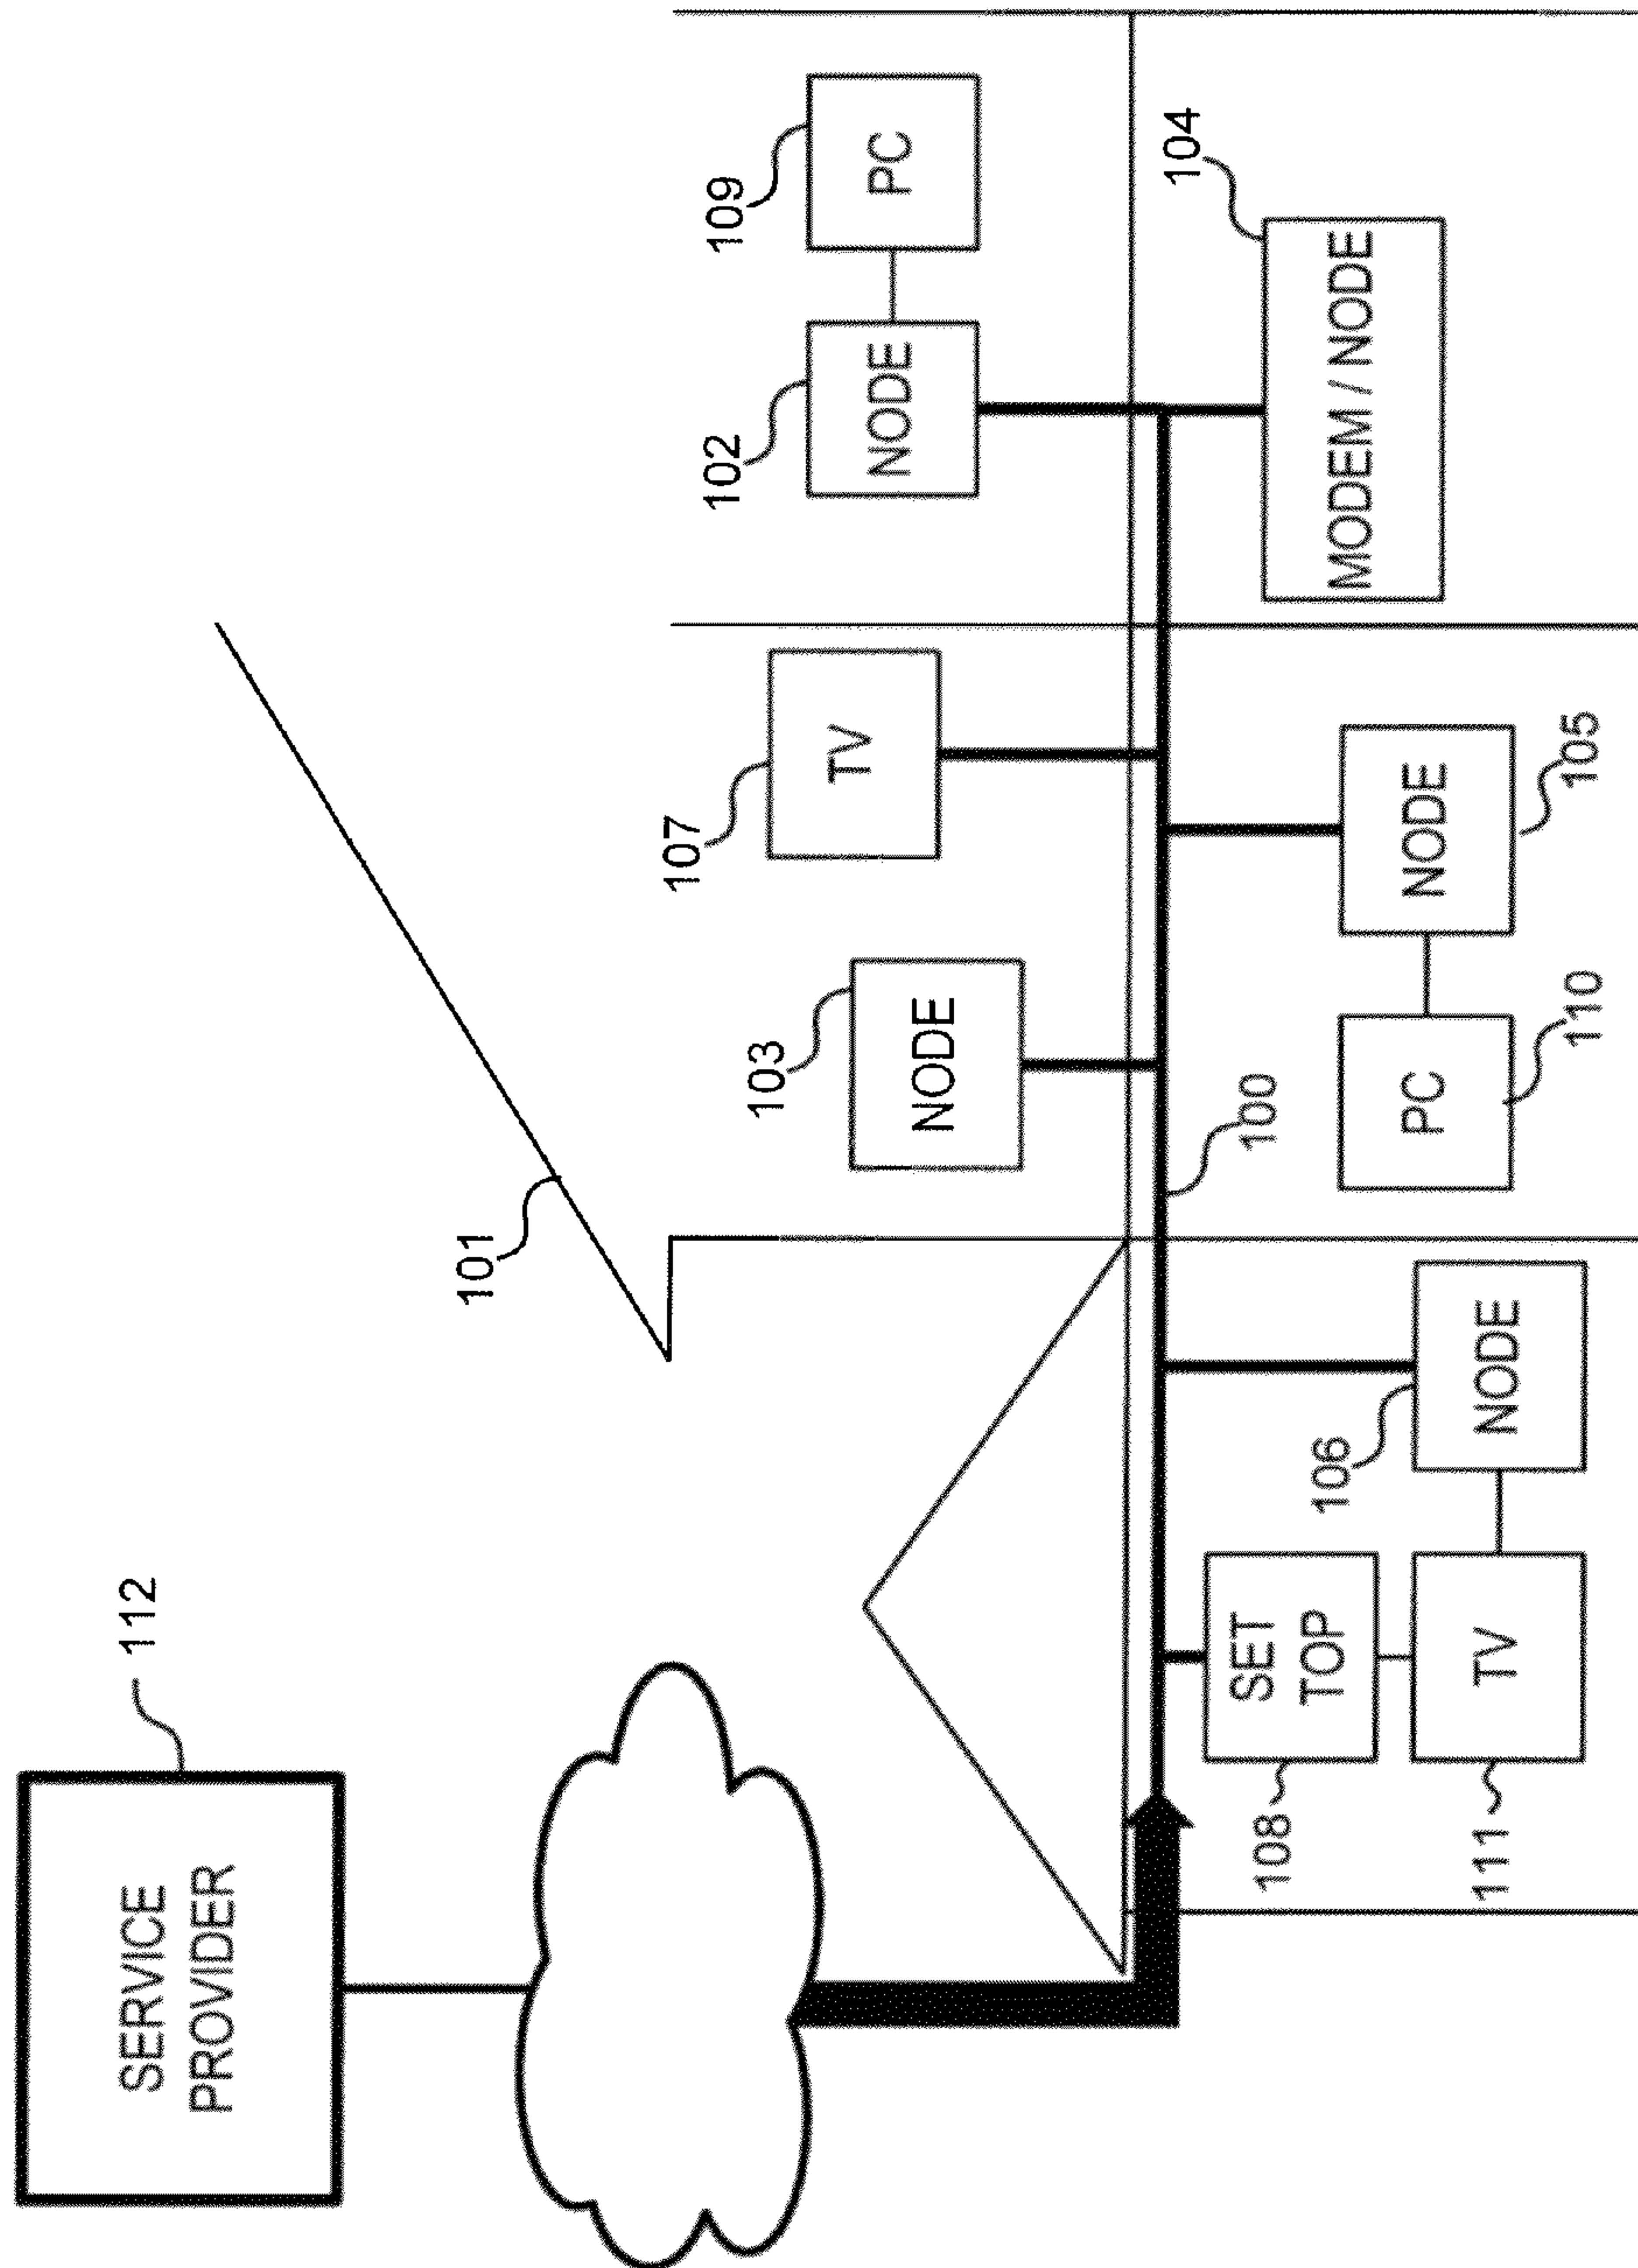 SERVICE
PROVIDER
112
101
109
PC
102
NODE
107
TV
103
NODE
104
MODEM / NODE
100
NODE
105
PC
110
106
NODE
SET
TOP
108
TV
111